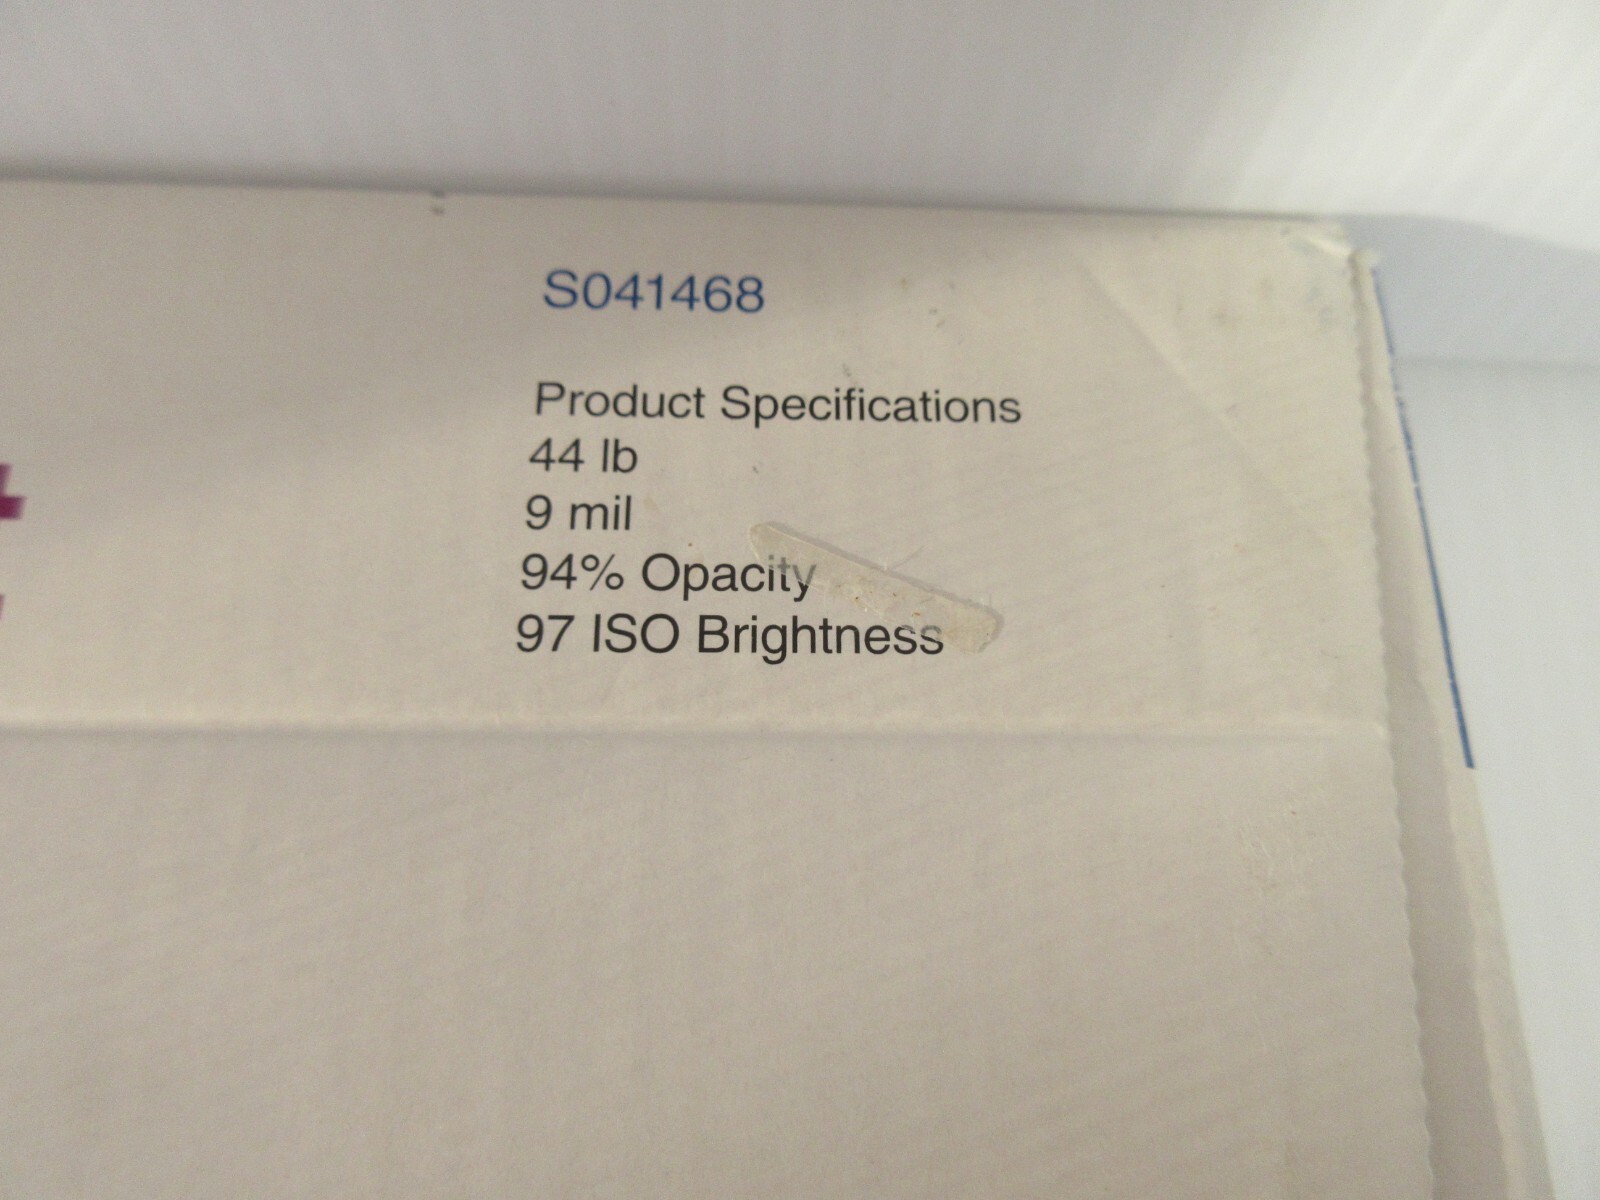 S041468
Product Specifications
44 lb
9 mil
94% Opacity
97 ISO Brightness